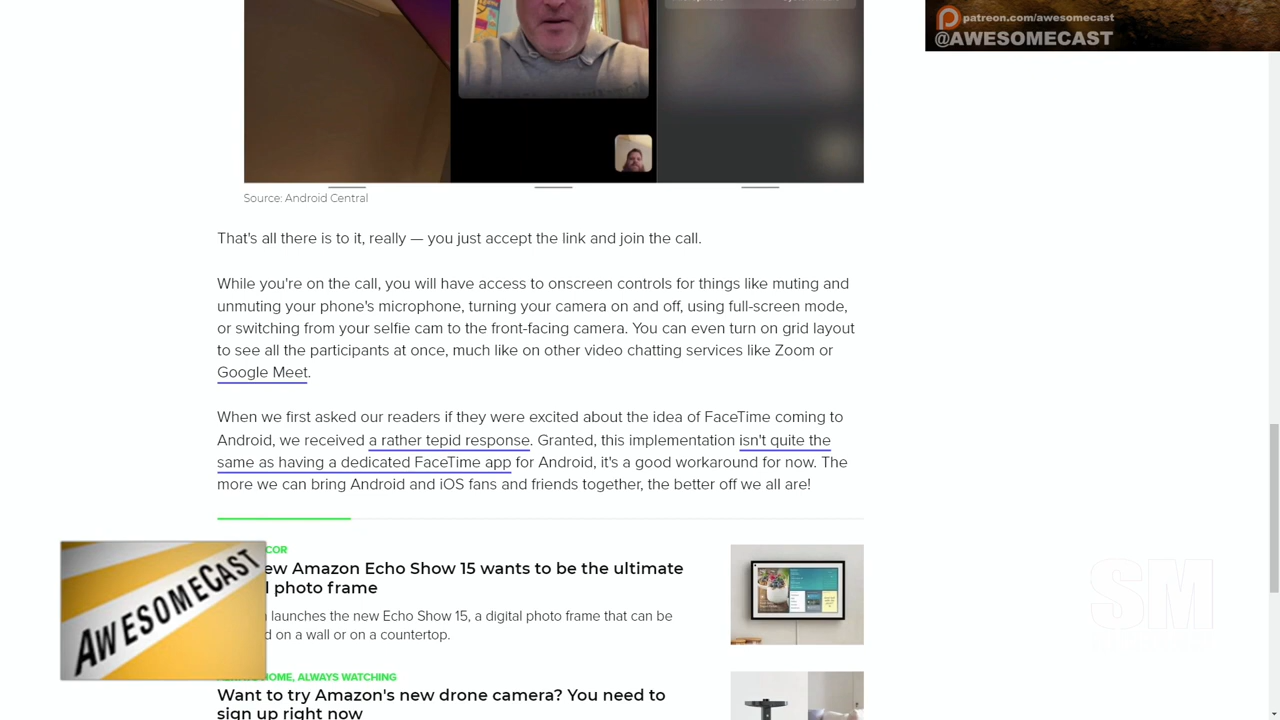 patreon.com/awesomecast
@AWESOMECAST
Source: Android Central
That's all there is to it, really — you just accept the link and join the call.
While you're on the call, you will have access to onscreen controls for things like muting and
unmuting your phone's microphone, turning your camera on and off, using full-screen mode,
or switching from your selfie cam to the front-facing camera. You can even turn on grid layout
to see all the participants at once, much like on other video chatting services like Zoom or
Google Meet.
When we first asked our readers if they were excited about the idea of FaceTime coming to
Android, we received a rather tepid response. Granted, this implementation isn't quite the
same as having a dedicated FaceTime app for Android, it's a good workaround for now. The
more we can bring Android and iOS fans and friends together, the better off we all are!
COR
ew Amazon Echo Show 15 wants to be the ultimate
l photo frame
launches the new Echo Show 15, a digital photo frame that can be
d on a wall or on a countertop.
AWESOMECAST
HOME, ALWAYS WATCHING
Want to try Amazon's new drone camera? You need to
sign up right now
SM